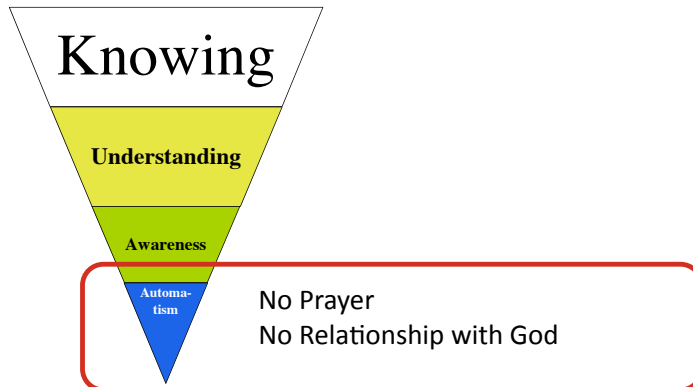 Knowing
Understanding
Awareness
Automa-
tism
No Prayer
No Relationship with God